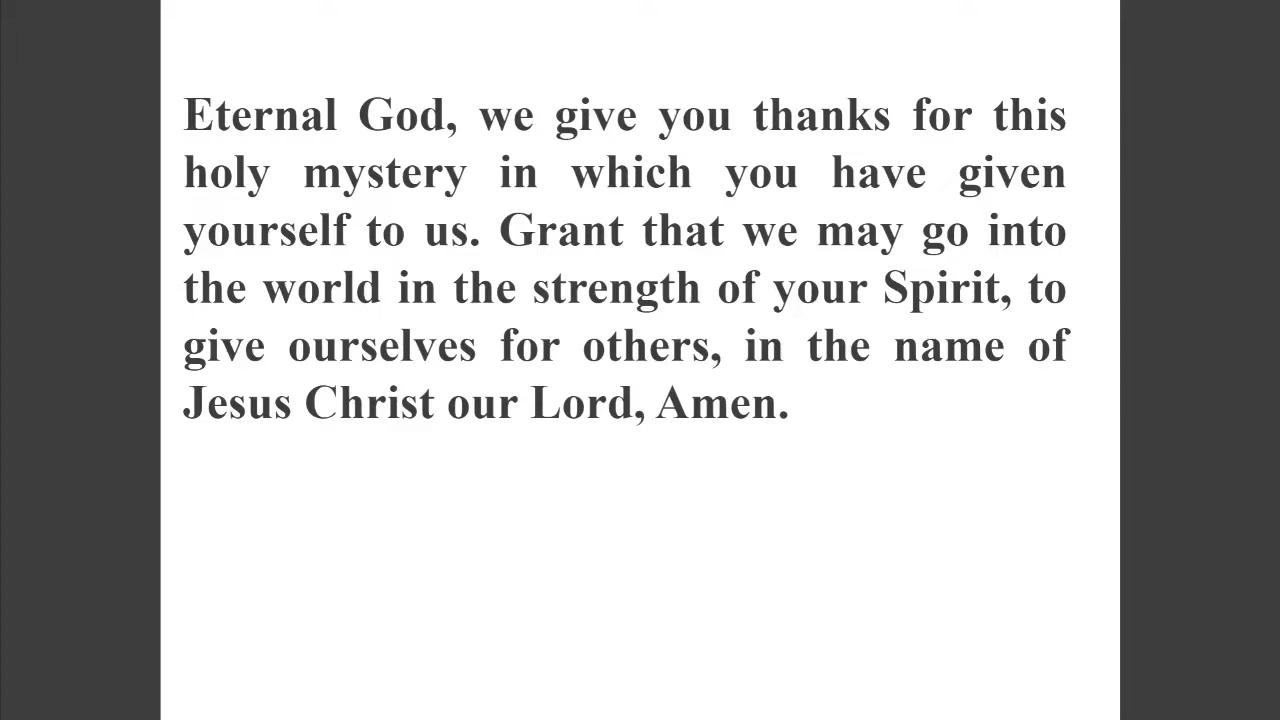 Eternal God, we give you thanks for this
holy mystery in which you have given
yourself to us. Grant that we may go into
the world in the strength of your Spirit, to
give ourselves for others, in the name of
Jesus Christ our Lord, Amen.